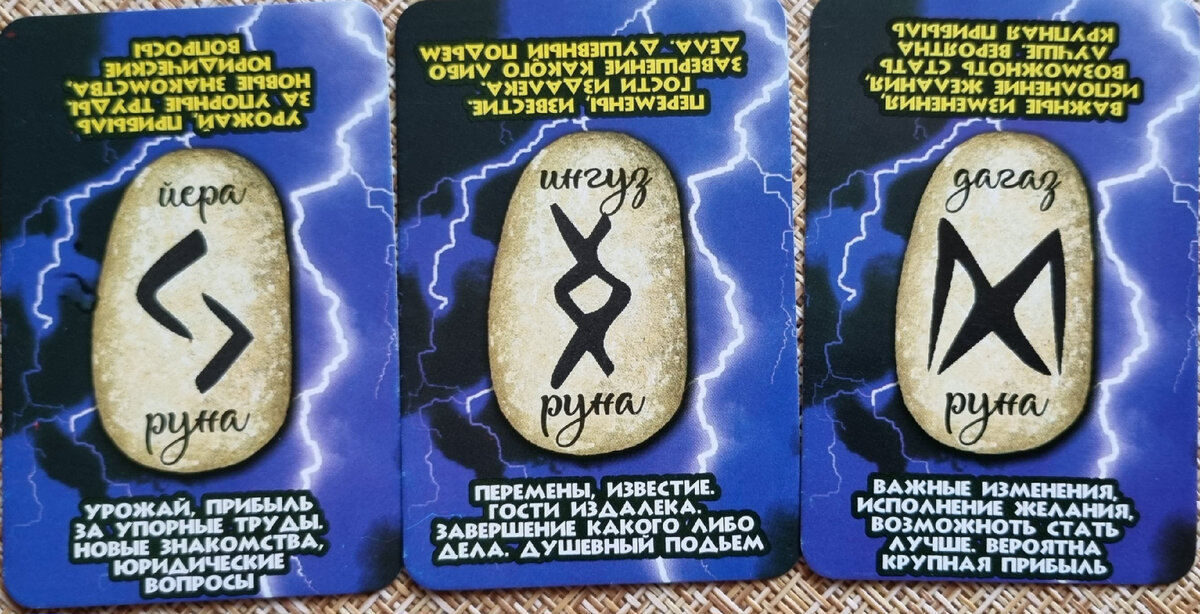 УРОЖАЙ, ПРИБЫЛЬ
ЗА УПОРНЫЕ ТРУДЫ.
НОВЫЕ ЗНАКОМСТВА,
ЮРИДИЧЕСКИЕ
ВОПРОСЫ
йера
руна
УРОЖАЙ, ПРИБЫЛЬ
ЗА УПОРНЫЕ ТРУДЫ.
НОВЫЕ ЗНАКОМСТВА,
ЮРИДИЧЕСКИЕ
ВОПРОСЫ
ПЕРЕМЕНЫ, ИЗВЕСТИЕ.
ГОСТИ ИЗДАЛЕКА.
ЗАВЕРШЕНИЕ КАКОГО ЛИБО
ДЕЛА. ДУШЕВНЫЙ ПОДЬЕМ
ингуз
руна
ПЕРЕМЕНЫ, ИЗВЕСТИЕ.
ГОСТИ ИЗДАЛЕКА.
ЗАВЕРШЕНИЕ КАКОГО ЛИБО
ДЕЛА. ДУШЕВНЫЙ ПОДЬЕМ
ВАЖНЫЕ ИЗМЕНЕНИЯ,
ИСПОЛНЕНИЕ ЖЕЛАНИЯ,
ВОЗМОЖНОТЬ СТАТЬ
ЛУЧШЕ. ВЕРОЯТНА
КРУПНАЯ ПРИБЫЛЬ
дагаз
руна
ВАЖНЫЕ ИЗМЕНЕНИЯ,
ИСПОЛНЕНИЕ ЖЕЛАНИЯ,
ВОЗМОЖНОТЬ СТАТЬ
ЛУЧШЕ. ВЕРОЯТНА
КРУПНАЯ ПРИБЫЛЬ